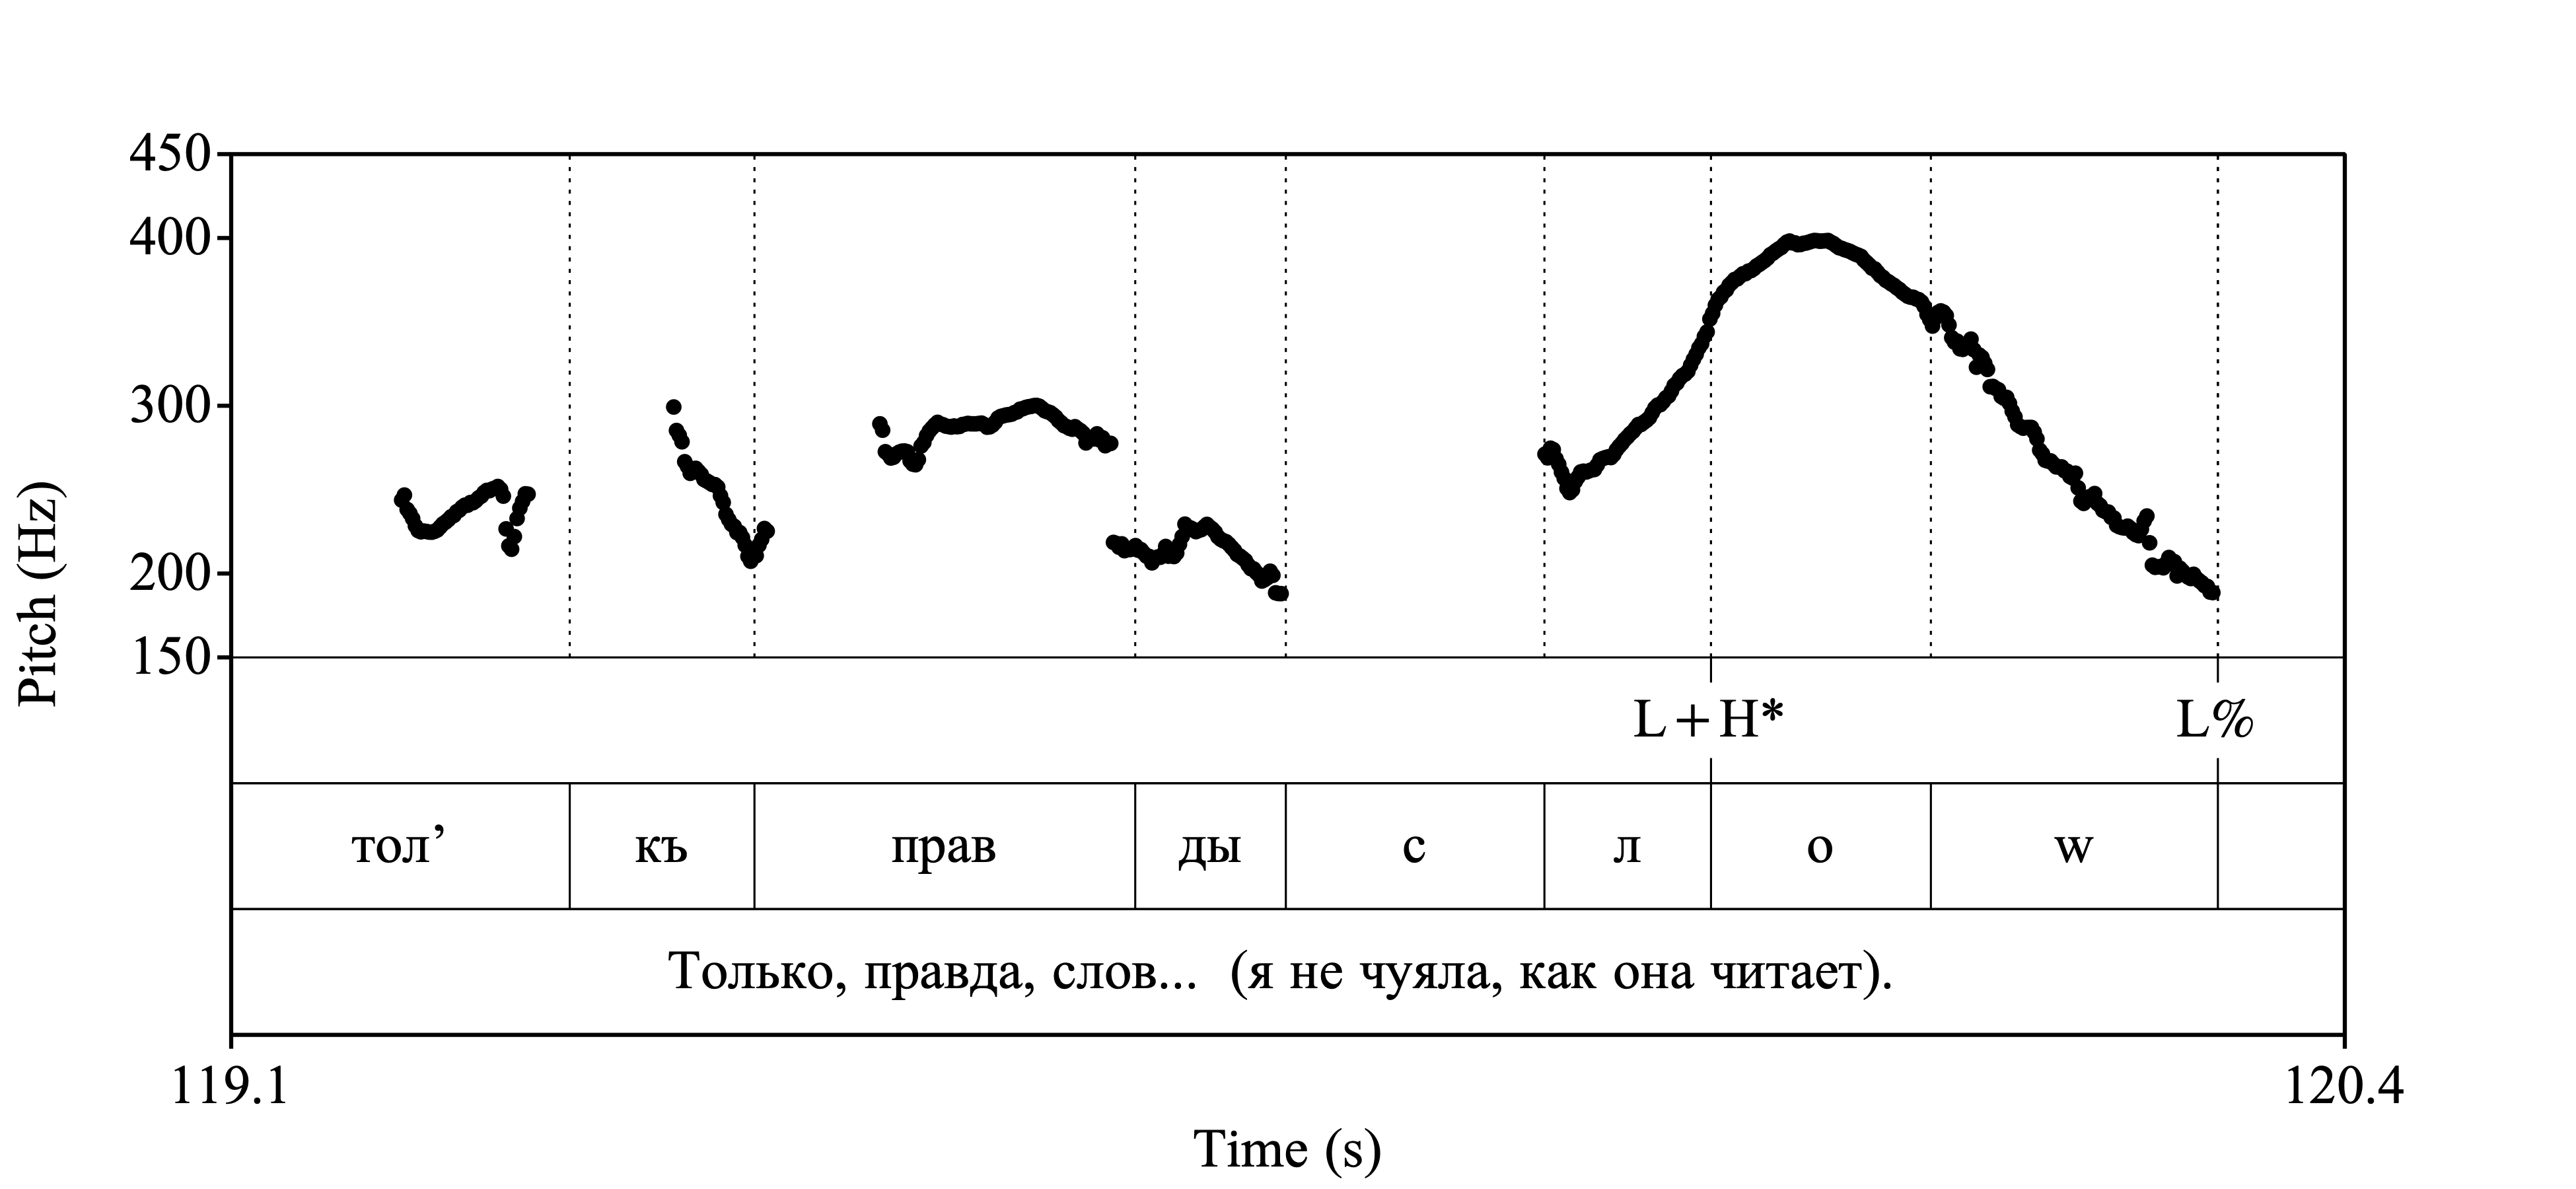 450
400
300
200
150
Pitch (Hz)
L+H* L%
тол’ къ прав ды с л о w
Только, правда, слов... (я не чуяла, как она читает).
119.1 120.4
Time (s)